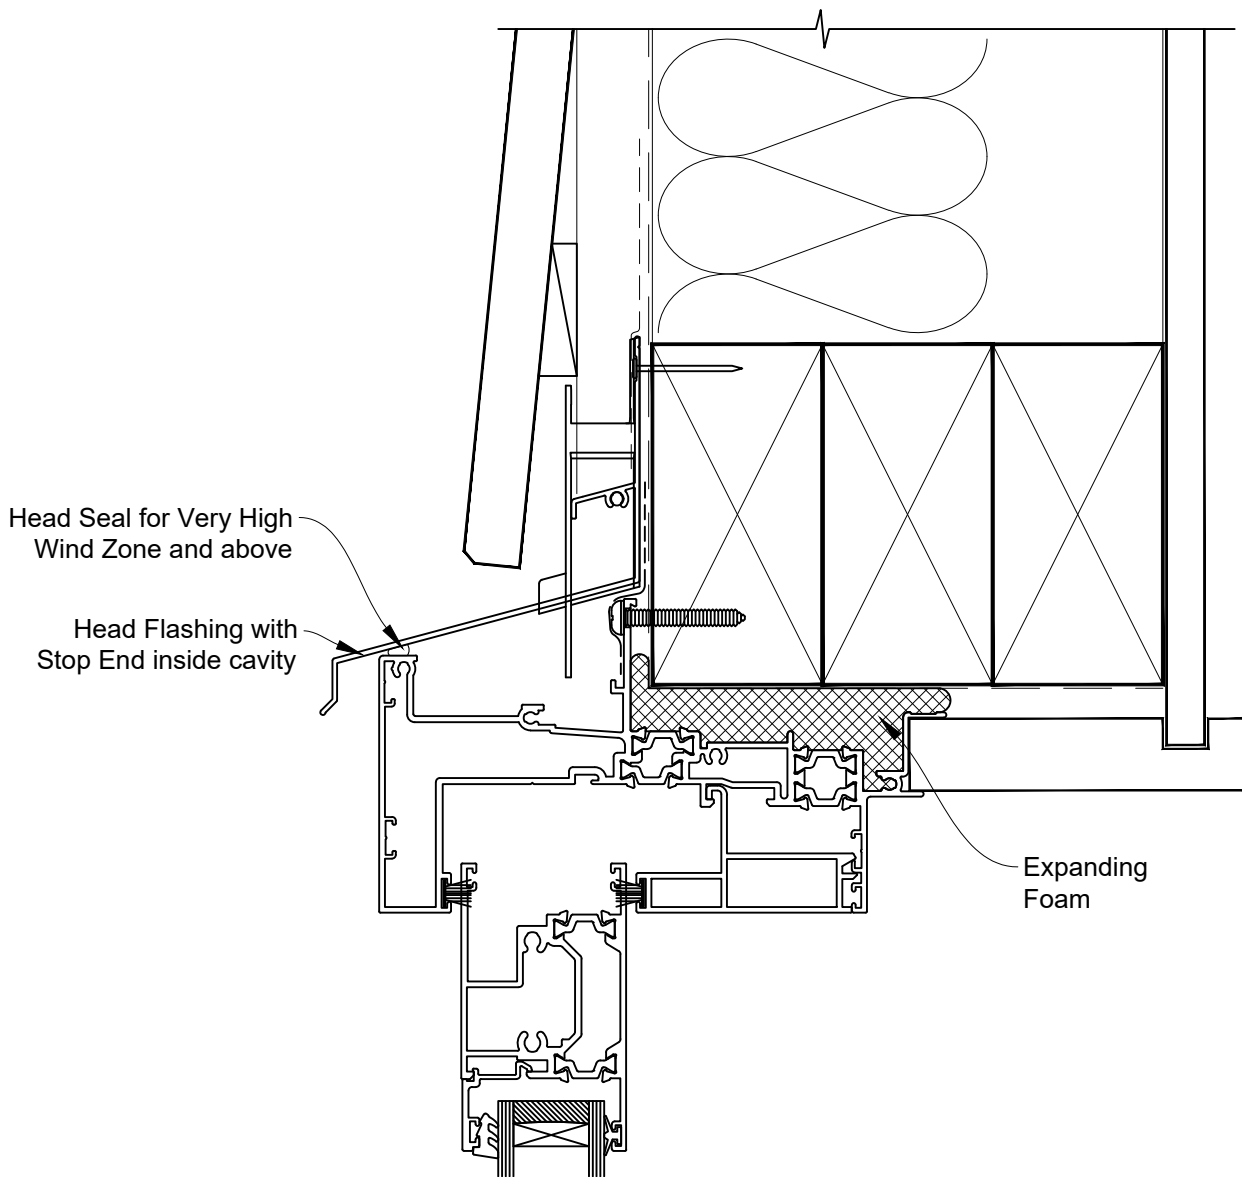 Head Seal for Very High
Wind Zone and above
Head Flashing with
Stop End inside cavity
Expanding
Foam